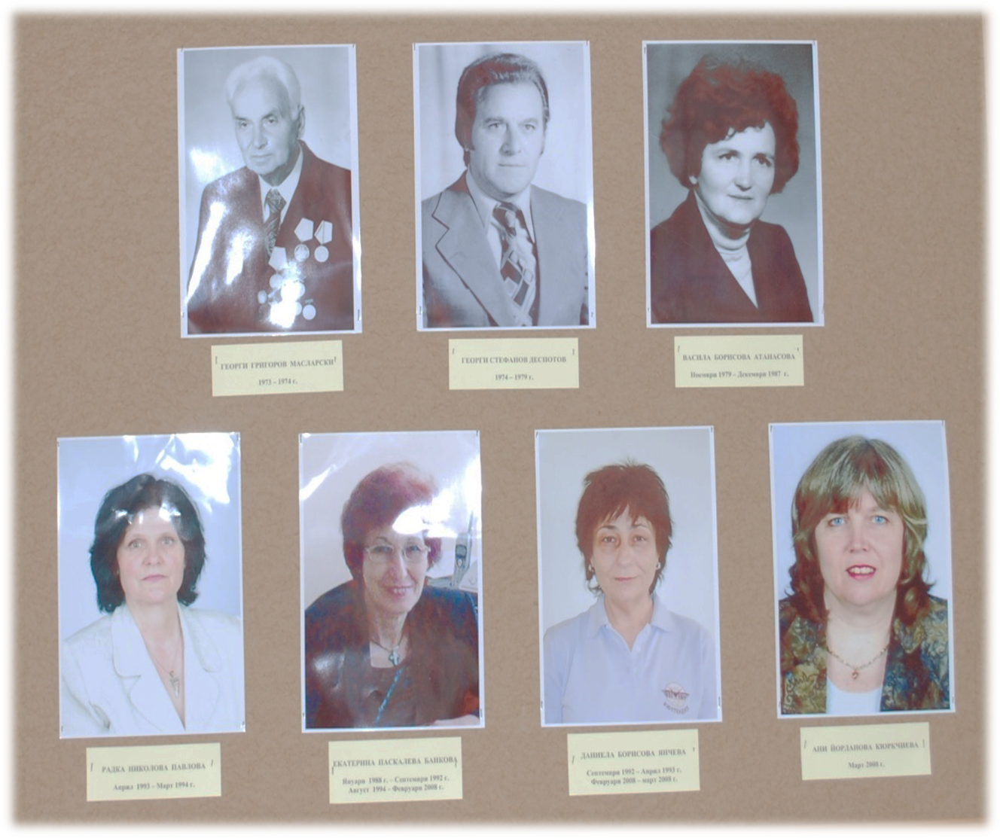 ГЕОРГИ ГРИГОРОВ МАСЛАРСКИ
1973 – 1974 г.
ГЕОРГИ СТЕФАНОВ ДЕСПОТОВ
1974 – 1979 г.
ВАСИЛА БОРИСОВА АТАНАСОВА
Ноември 1979 – Декември 1987 г.
РАДКА НИКОЛОВА ПАВЛОВА
Април 1993 – Март 1994 г.
ЕКАТЕРИНА ПАСКАЛЕВА БАНКОВА
Януари 1988 г. – Септември 1992 г.
Август 1994 – Февруари 2008 г.
ДАНИЕЛА БОРИСОВА ЯНЧЕВА
Септември 1992 – Април 1993 г.
Февруари 2008 – март 2008 г.
АНИ ЙОРДАНОВА КЮРКЧИЕВА
Март 2008 г.